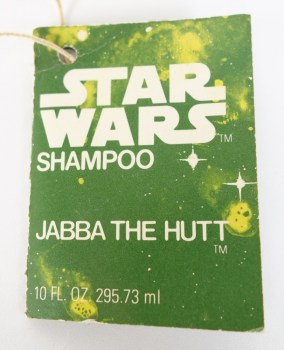 STAR
WARS™
SHAMPOO
JABBA THE HUTT
TM
10 FL. OZ. 295.73 ml